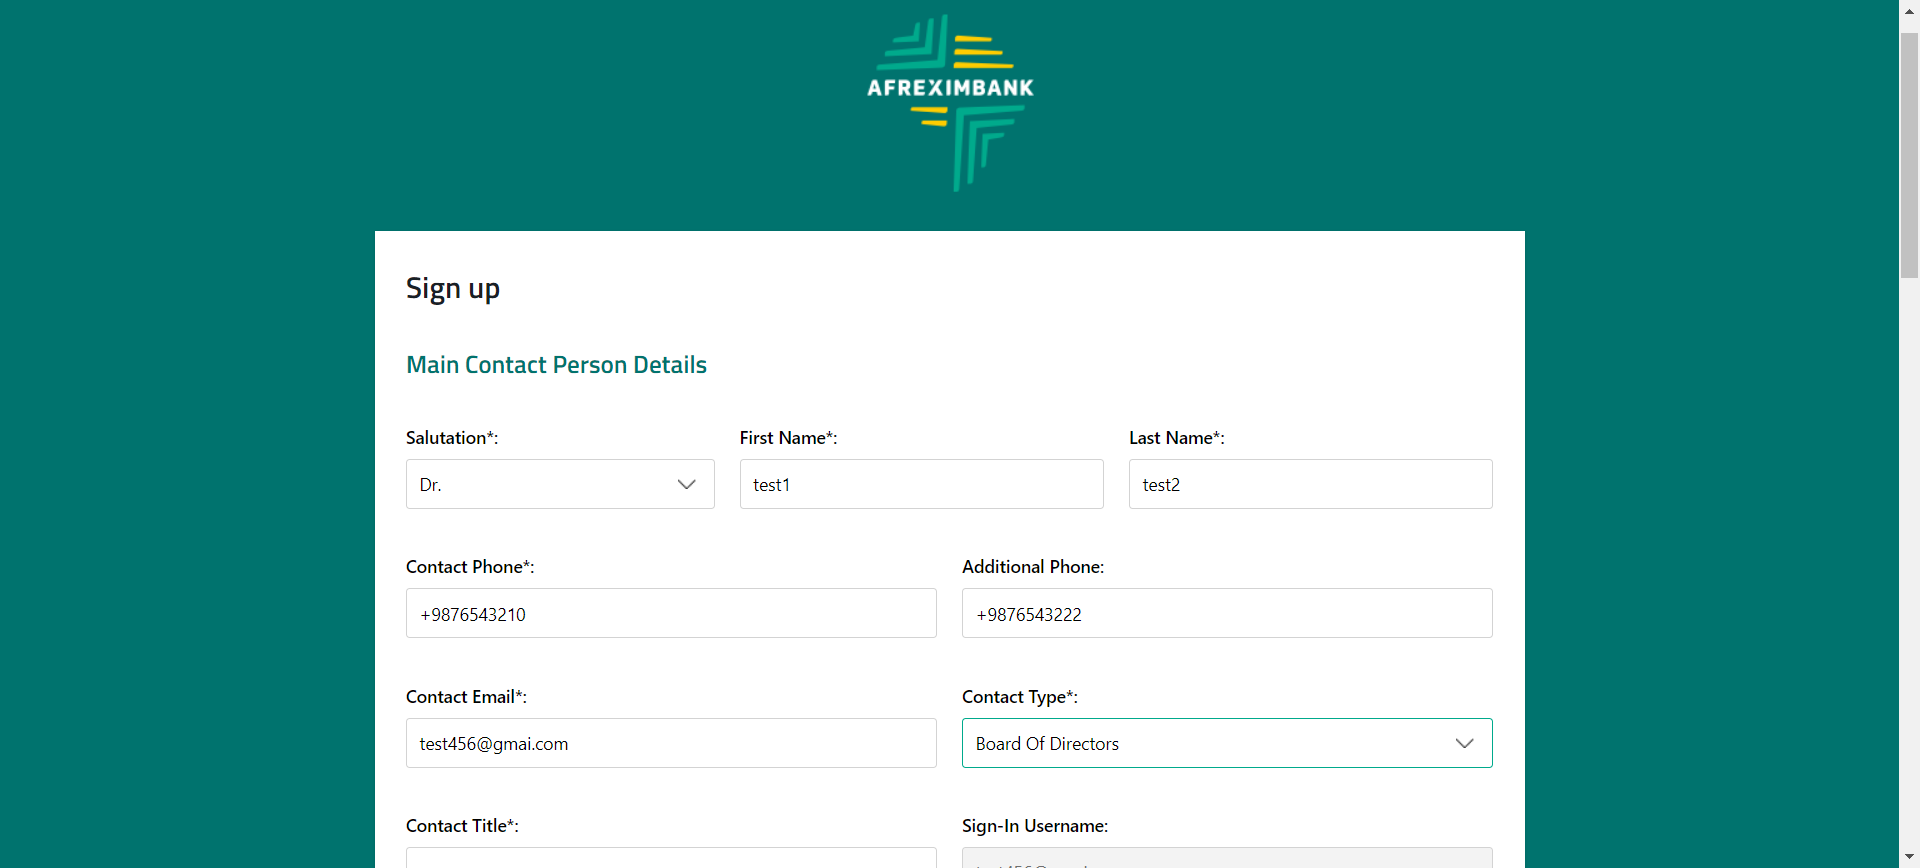 AFREXIMBANK
Sign up
Main Contact Person Details
Salutation*: First Name*: Last Name*:
Dr. test1 test2
Contact Phone*: Additional Phone:
+9876543210 +9876543222
Contact Email*: Contact Type*:
test456@gmai.com Board Of Directors
Contact Title*: Sign-In Username: